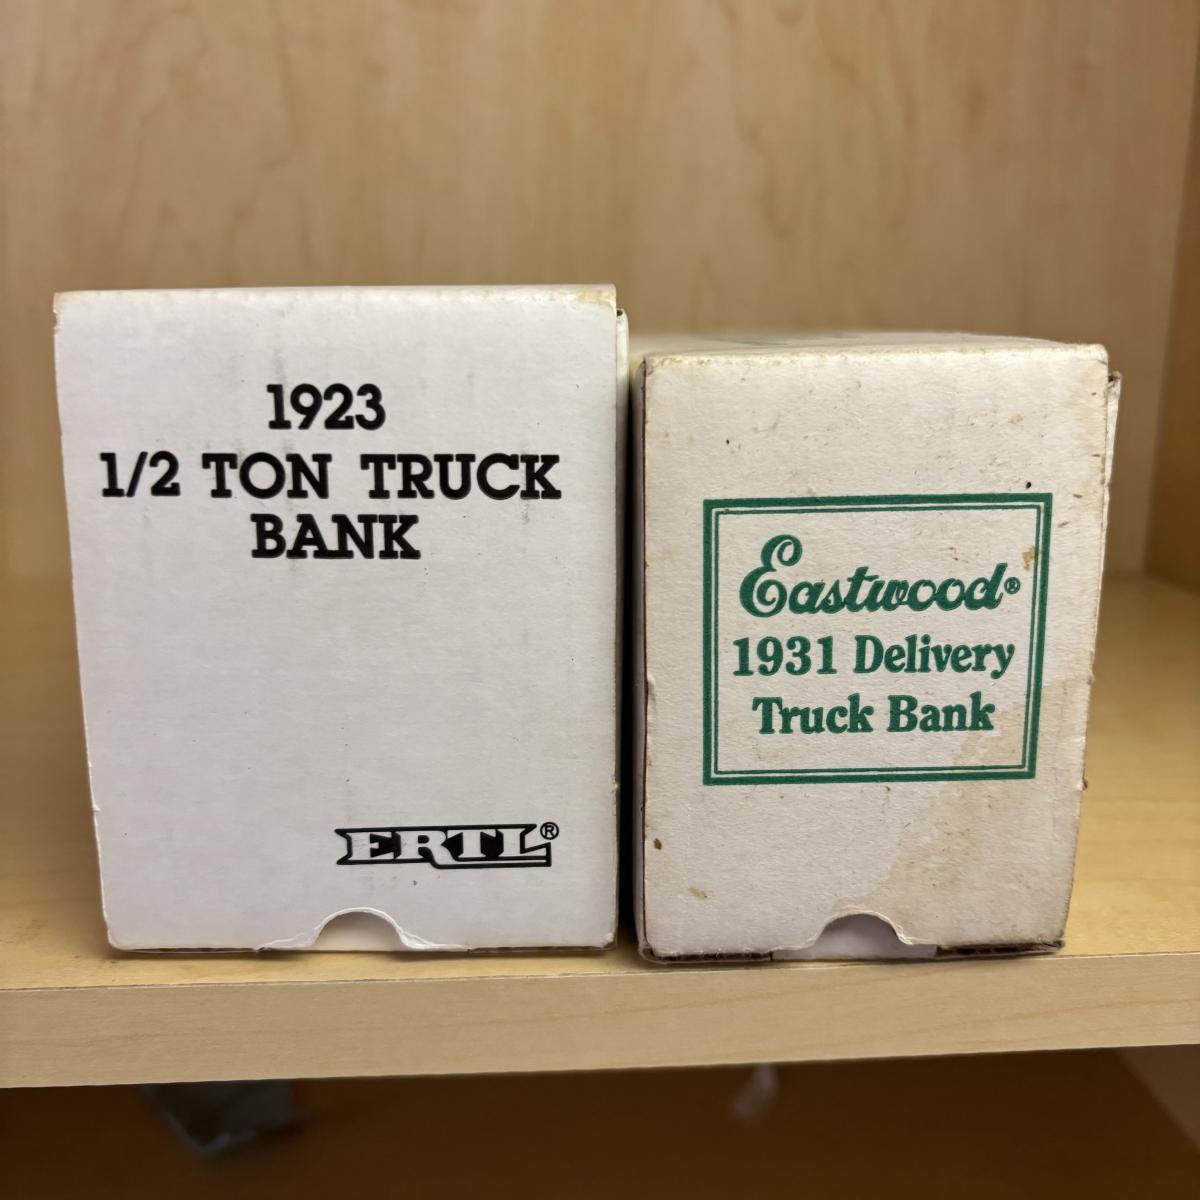 1923
1/2 TON TRUCK
BANK
ERTL®
Eastwood®
1931 Delivery
Truck Bank